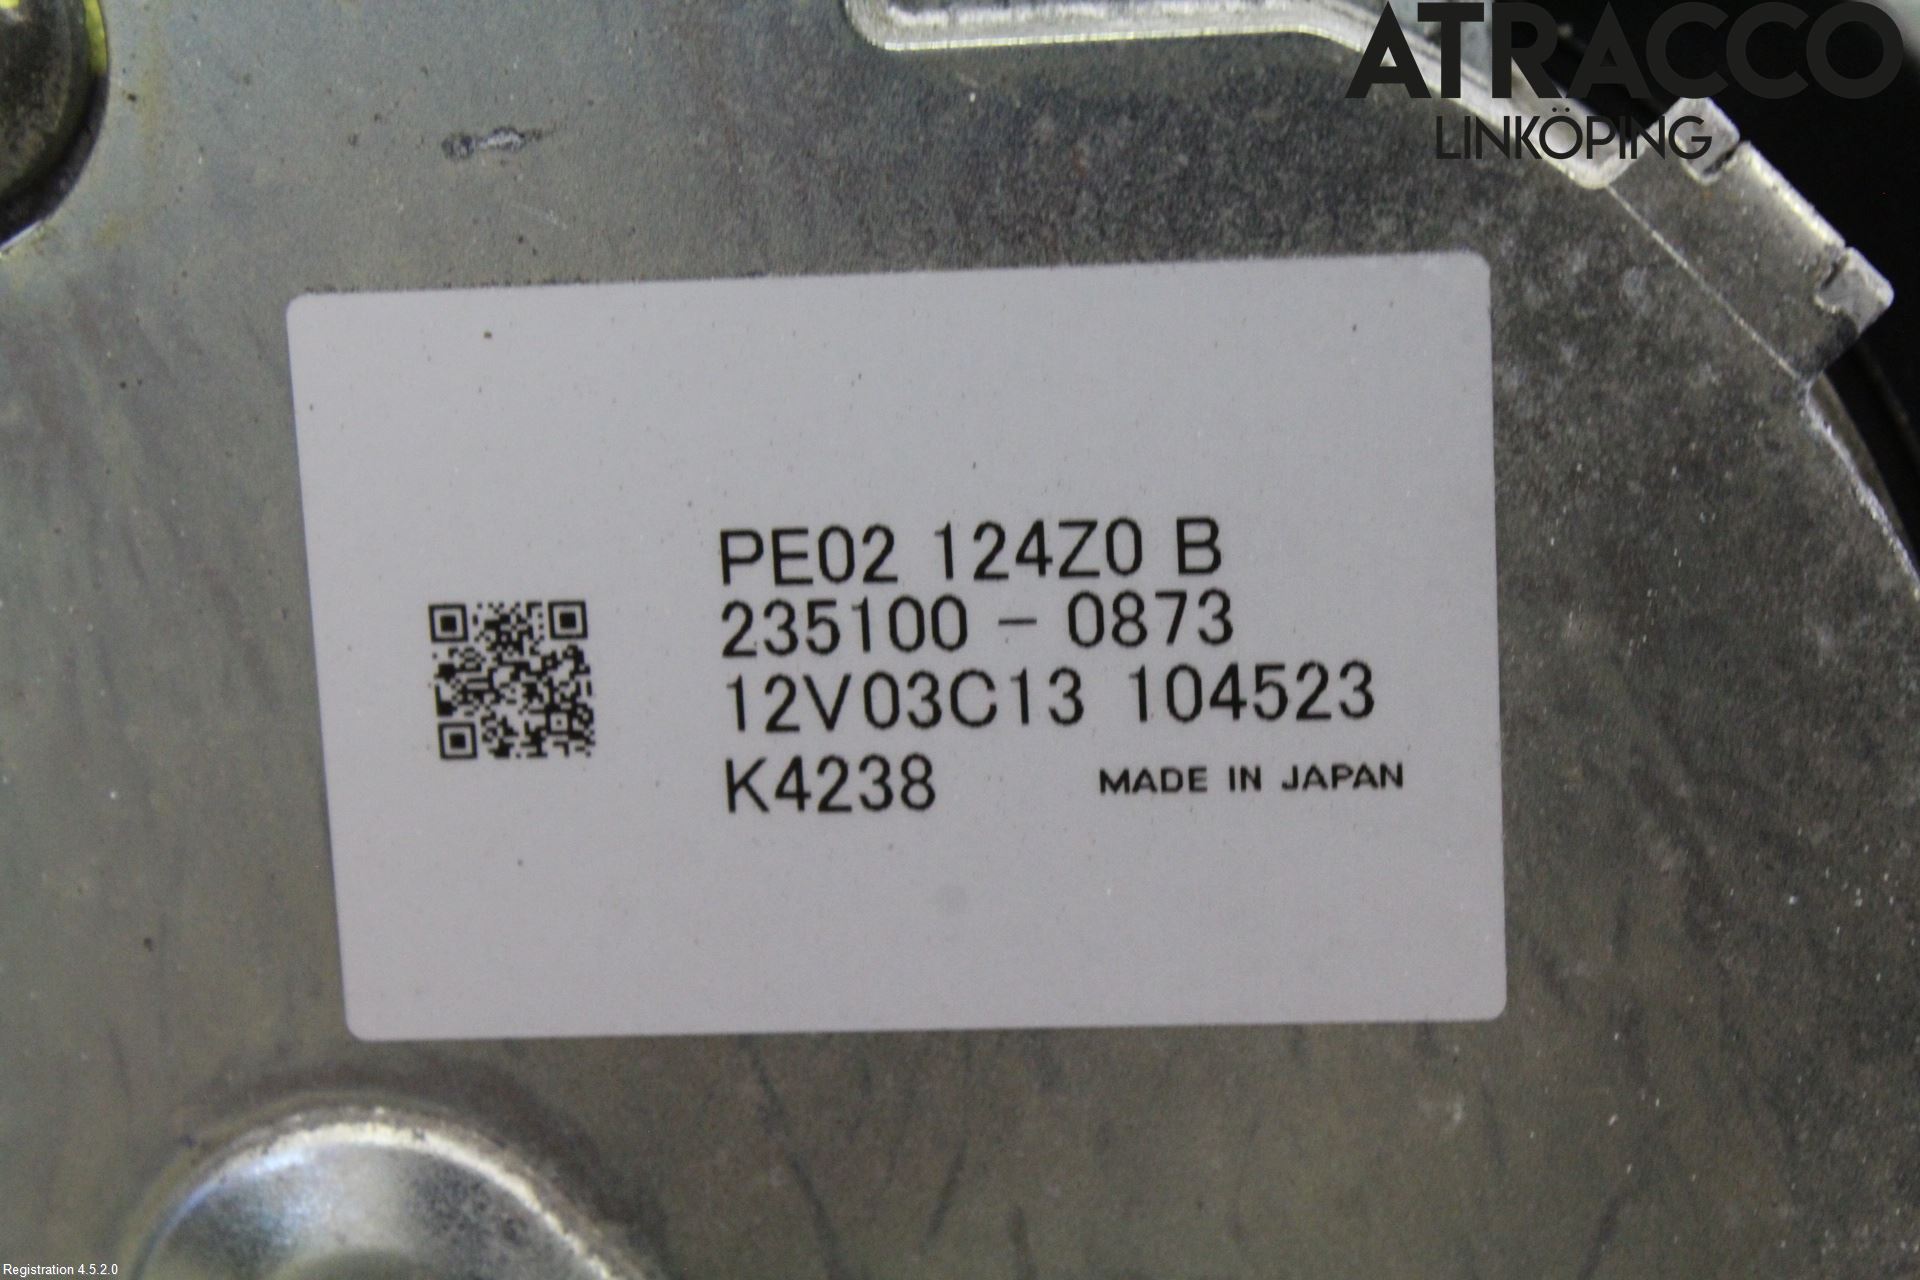 ATRACCO
LINKÖPING
PE02 124Z0 B
235100 - 0873
12V03C13 104523
K4238 MADE IN JAPAN
Registration 4.5.2.0